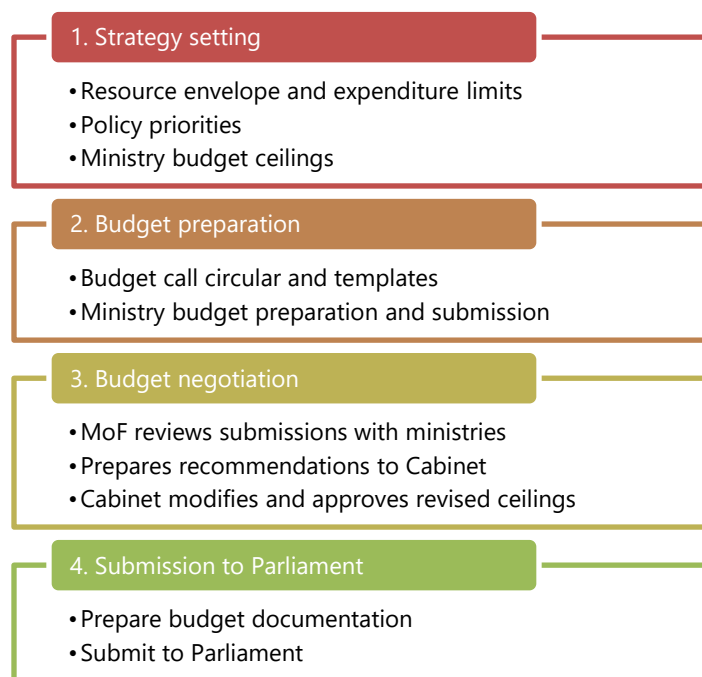 1. Strategy setting
•Resource envelope and expenditure limits
•Policy priorities
•Ministry budget ceilings
2. Budget preparation
•Budget call circular and templates
•Ministry budget preparation and submission
3. Budget negotiation
•MoF reviews submissions with ministries
•Prepares recommendations to Cabinet
•Cabinet modifies and approves revised ceilings
4. Submission to Parliament
•Prepare budget documentation
•Submit to Parliament